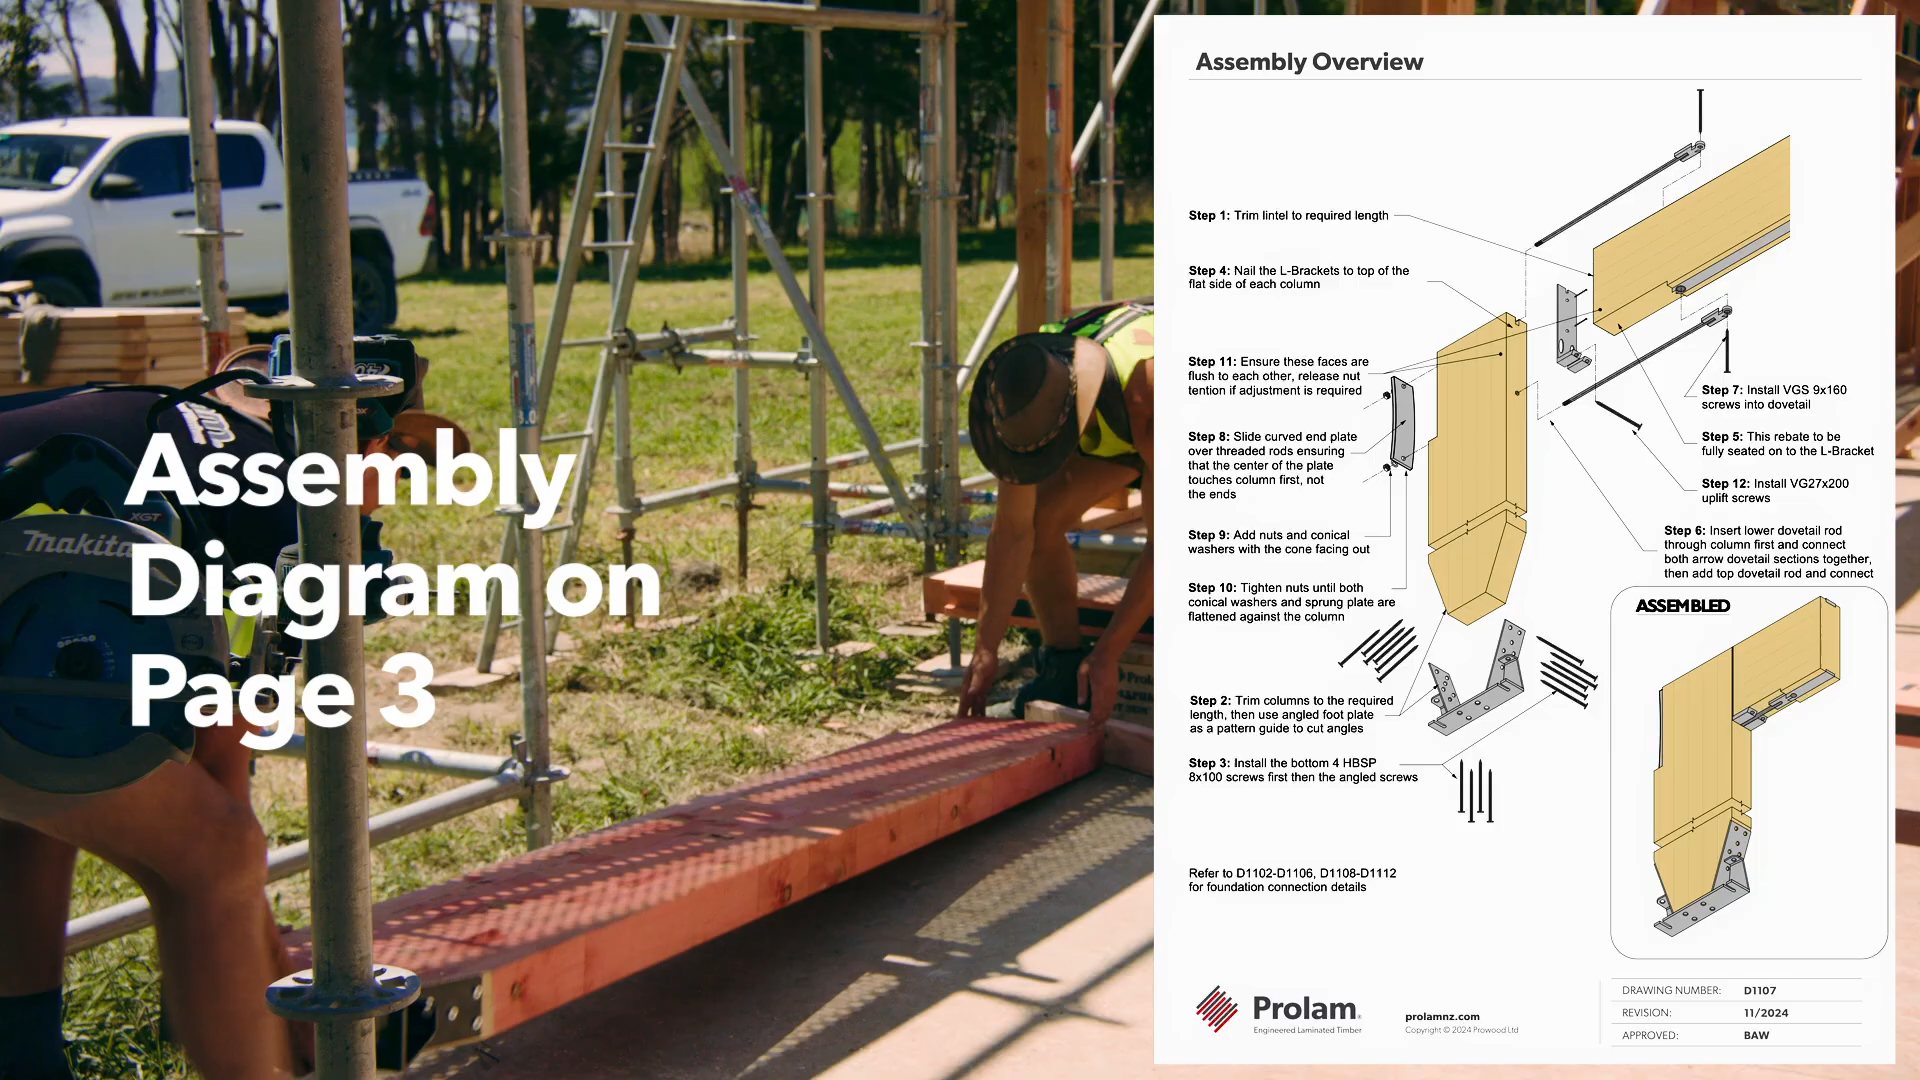 Assembly
Diagram on
Page 3
makita
XGT
Assembly Overview
Step 1: Trim lintel to required length
Step 4: Nail the L-Brackets to top of the
flat side of each column
Step 11: Ensure these faces are
flush to each other, release nut
tention if adjustment is required
Step 8: Slide curved end plate
over threaded rods ensuring
that the center of the plate
touches column first, not
the ends
Step 9: Add nuts and conical
washers with the cone facing out
Step 10: Tighten nuts until both
conical washers and sprung plate are
flattened against the column
Step 2: Trim columns to the required
length, then use angled foot plate
as a pattern guide to cut angles
Step 3: Install the bottom 4 HBSP
8x100 screws first then the angled screws
Step 7: Install VGS 9x160
screws into dovetail
Step 5: This rebate to be
fully seated on to the L-Bracket
Step 12: Install VG27x200
uplift screws
Step 6: Insert lower dovetail rod
through column first and connect
both arrow dovetail sections together,
then add top dovetail rod and connect
ASSEMBLED
Refer to D1102-D1106, D1108-D1112
for foundation connection details
Prolam
Engineered Laminated Timber
prolamnz.com
Copyright © 2024 Prowood Ltd
DRAWING NUMBER: D1107
REVISION: 11/2024
APPROVED: BAW